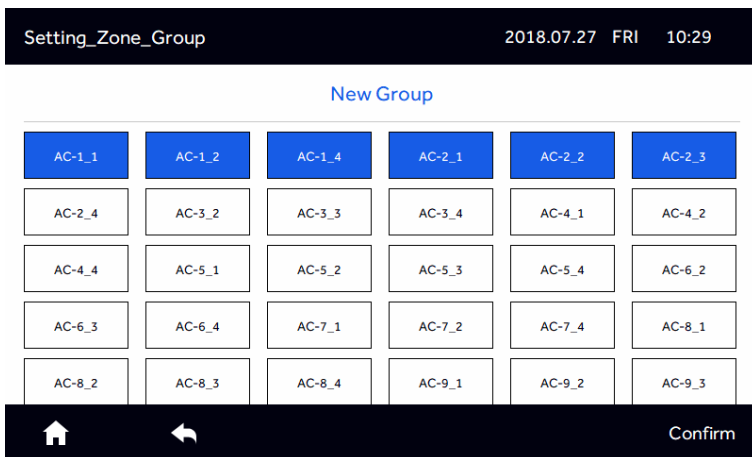 Setting_Zone_Group 2018.07.27 FRI 10:29
New Group
AC-1_1 AC-1_2 AC-1_4 AC-2_1 AC-2_2 AC-2_3
AC-2_4 AC-3_2 AC-3_3 AC-3_4 AC-4_1 AC-4_2
AC-4_4 AC-5_1 AC-5_2 AC-5_3 AC-5_4 AC-6_2
AC-6_3 AC-6_4 AC-7_1 AC-7_2 AC-7_4 AC-8_1
AC-8_2 AC-8_3 AC-8_4 AC-9_1 AC-9_2 AC-9_3
Confirm